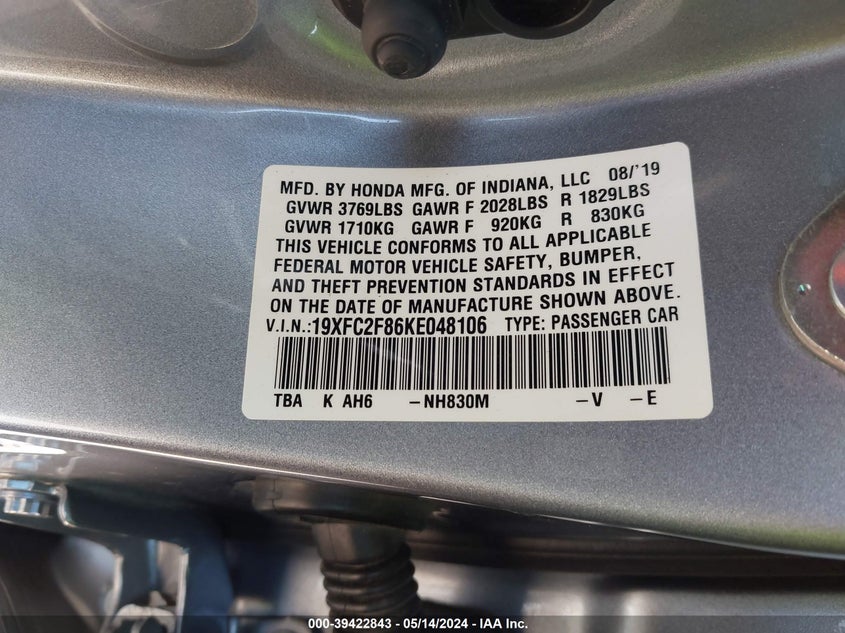 MFD. BY HONDA MFG. OF INDIANA, LLC 08/'19
GVWR 3769LBS GAWR F 2028LBS R 1829LBS
GVWR 1710KG GAWR F 920KG R 830KG
THIS VEHICLE CONFORMS TO ALL APPLICABLE
FEDERAL MOTOR VEHICLE SAFETY, BUMPER,
AND THEFT PREVENTION STANDARDS IN EFFECT
ON THE DATE OF MANUFACTURE SHOWN ABOVE.
V.I.N.:19XFC2F86KE048106 TYPE: PASSENGER CAR
TBA K AH6 -NH830M -V -E
000-39422843 - 05/14/2024 - IAA Inc.